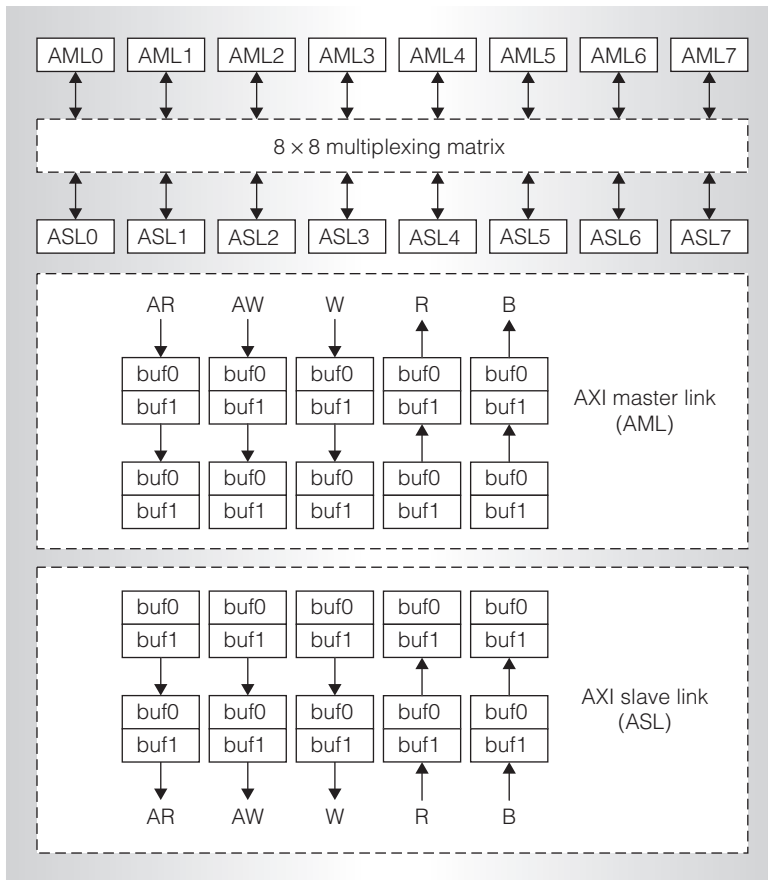 AML0 AML1 AML2 AML3 AML4 AML5 AML6 AML7
8 × 8 multiplexing matrix
ASL0 ASL1 ASL2 ASL3 ASL4 ASL5 ASL6 ASL7
AR AW W R B
buf0 buf0 buf0 buf0 buf0
buf1 buf1 buf1 buf1 buf1
AXI master link
(AML)
buf0 buf0 buf0 buf0 buf0
buf1 buf1 buf1 buf1 buf1
buf0 buf0 buf0 buf0 buf0
buf1 buf1 buf1 buf1 buf1
AXI slave link
(ASL)
buf0 buf0 buf0 buf0 buf0
buf1 buf1 buf1 buf1 buf1
AR AW W R B